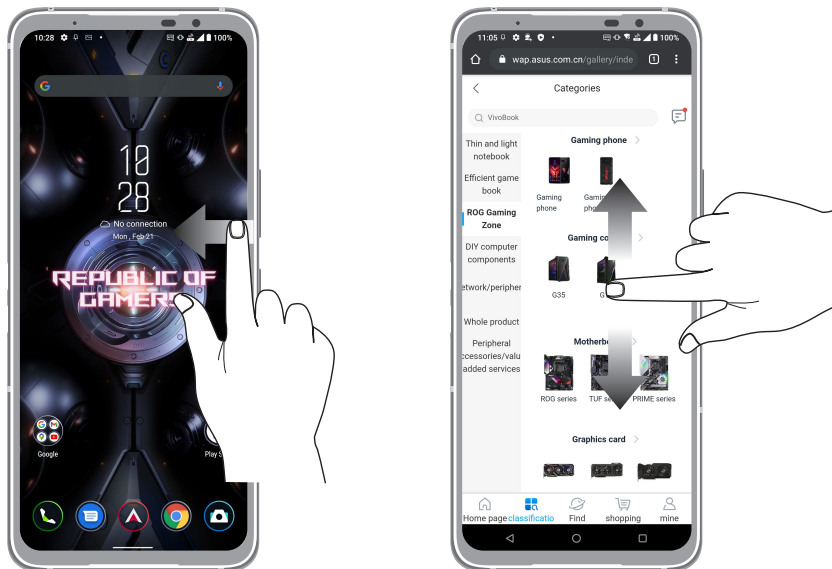 10:28
100%
G
18
28
No connection
Mon, Feb 21
REPUBLIC OF
GAMERS
Google
Play S
11:05
100%
wap.asus.com.cn/gallery/inde
1
Categories
VivoBook
Thin and light
notebook
Efficient game
book
ROG Gaming
Zone
DIY computer
components
etwork/peripher
Whole product
Peripheral
ccessories/valu
added services
Gaming phone
Gaming
phone
Gamin
pho
Gaming co
G35
G
Motherbo
ROG series
TUF se
PRIME series
Graphics card
Home page
classificatio
Find
shopping
mine